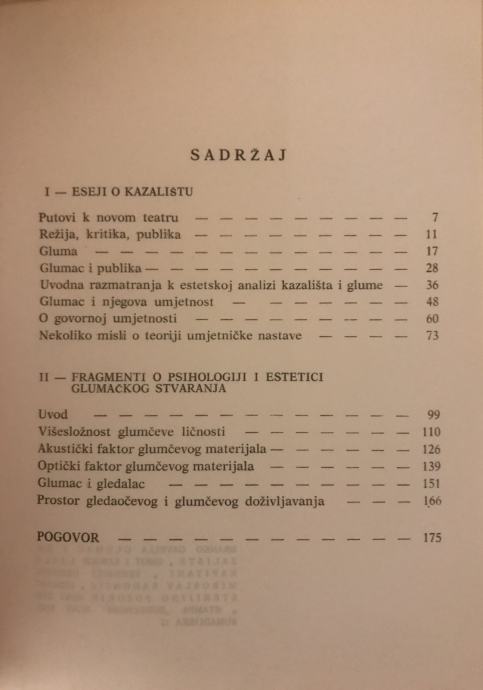 SADRŽAJ
I — ESEJI O KAZALIŠTU
Putovi k novom teatru — — — — — — — — 7
Režija, kritika, publika — — — — — — — — 11
Gluma — — — — — — — — — — — 17
Glumac i publika — — — — — — — — — 28
Uvodna razmatranja k estetskoj analizi kazališta i glume — 36
Glumac i njegova umjetnost — — — — — — 48
O govornoj umjetnosti — — — — — — — — 60
Nekoliko misli o teoriji umjetničke nastave — — — — 73
II — FRAGMENTI O PSIHOLOGIJI I ESTETICI
GLUMAČKOG STVARANJA
Uvod — — — — — — — — — — — 99
Višesložnost glumčeve ličnosti — — — — — — 110
Akustički faktor glumčevog materijala — — — — — 126
Optički faktor glumčevog materijala — — — — — 139
Glumac i gledalac — — — — — — — — — 151
Prostor gledaočevog i glumčevog doživljavanja — — — 166
POGOVOR — — — — — — — — — — 175